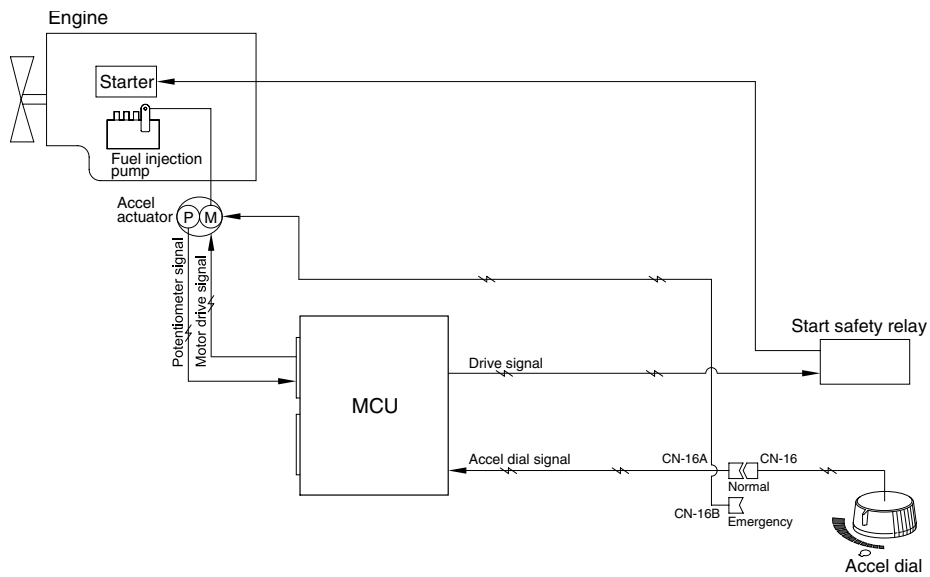 Engine
Starter
Fuel injection
pump
Accel
actuator
P
M
Potentiometer signal
Motor drive signal
Start safety relay
Drive signal
MCU
Accel dial signal
CN-16A
CN-16
Normal
CN-16B
Emergency
Accel dial